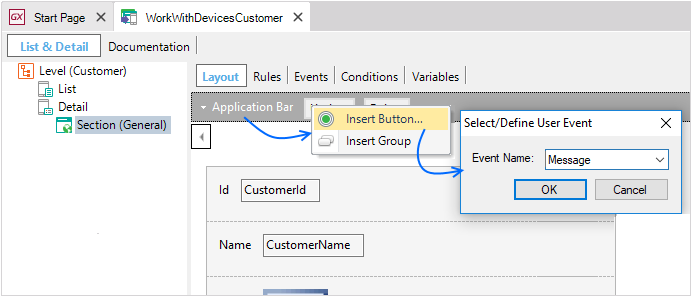 GX Start Page WorkWithDevicesCustomer
List & Detail Documentation
Level (Customer)
List
Detail
Section (General)
Layout Rules Events Conditions Variables
Application Bar
Insert Button...
Insert Group
Select/Define User Event
Event Name: Message
OK Cancel
Id CustomerId
Name CustomerName